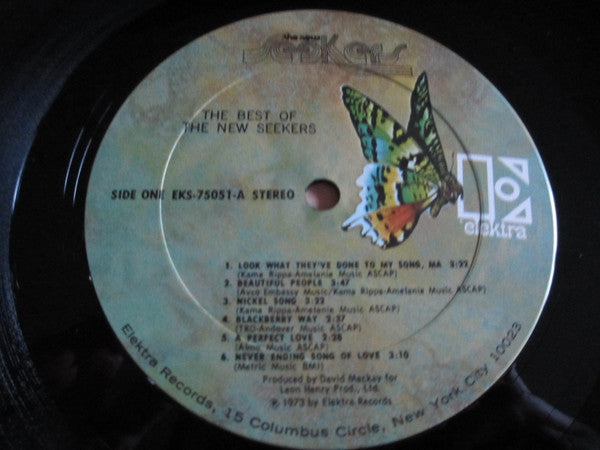 the new
Seekers
THE BEST OF
THE NEW SEEKERS
SIDE ONE EKS-75051-A STEREO
elektra
1. LOOK WHAT THEY'VE DONE TO MY SONG, MA 3:22
(Kama Rippa-Amelanie Music ASCAP)
2. BEAUTIFUL PEOPLE 3:47
(Avco Embassy Music/Kama Rippa-Amelanie Music ASCAP)
3. NICKEL SONG 3:22
(Kama Rippa-Amelanie Music ASCAP)
4. BLACKBERRY WAY 2:37
(TRO-Andover Music ASCAP)
5. A PERFECT LOVE 2:28
(Almo Music ASCAP)
6. NEVER ENDING SONG OF LOVE 3:10
(Metric Music BMI)
Produced by David Mackay for
Leon Henry Prod., Ltd.
℗ 1973 by Elektra Records
Elektra Records, 15 Columbus Circle, New York City 10023